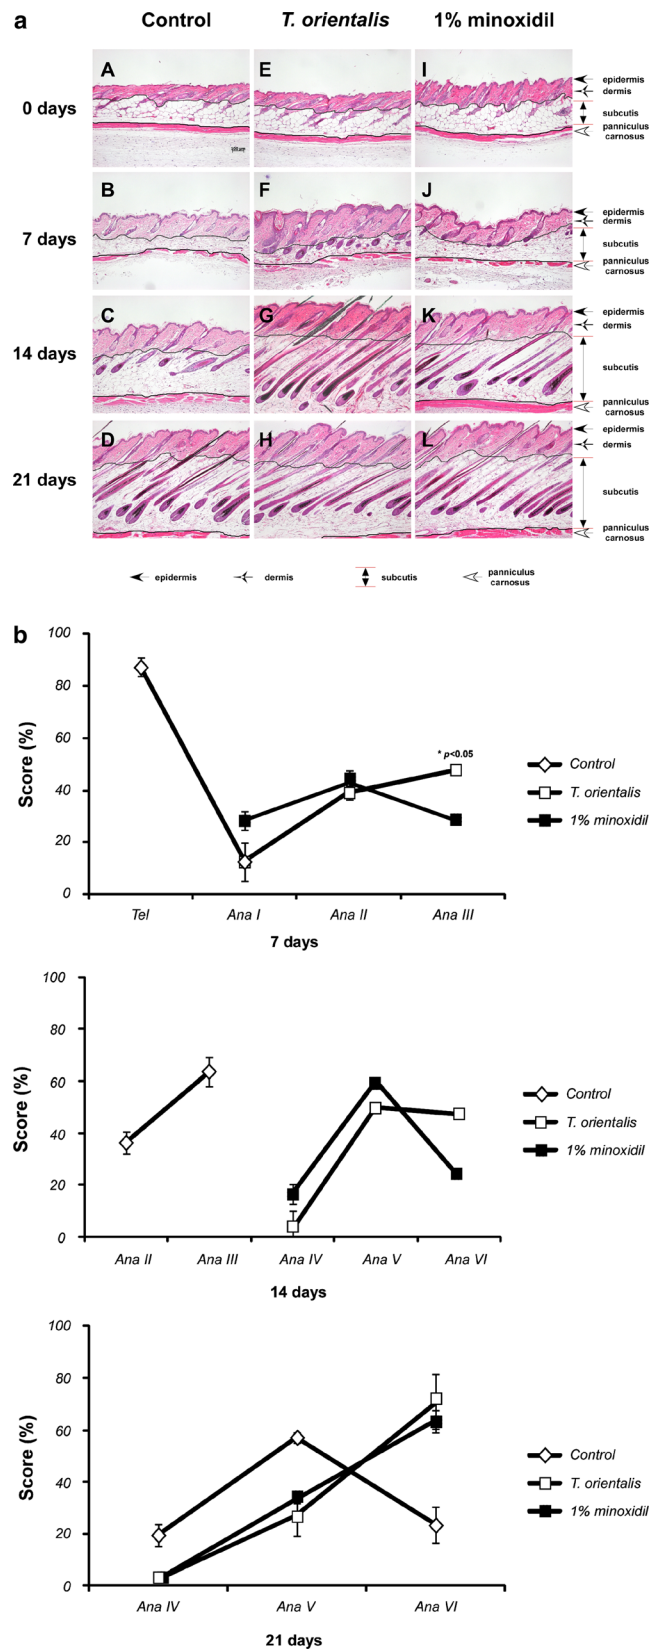 a
Control T. orientalis 1% minoxidil
0 days
A E I
epidermis
dermis
subcutis
panniculus
carnosus
7 days
B F J
epidermis
dermis
subcutis
panniculus
carnosus
14 days
C G K
epidermis
dermis
subcutis
panniculus
carnosus
21 days
D H L
epidermis
dermis
subcutis
panniculus
carnosus
epidermis dermis subcutis panniculus
carnosus
b
Score (%)
100
80
60
40
20
0
* p<0.05
Control
T. orientalis
1% minoxidil
Tel Ana I Ana II Ana III
7 days
Score (%)
100
80
60
40
20
0
Control
T. orientalis
1% minoxidil
Ana II Ana III Ana IV Ana V Ana VI
14 days
Score (%)
100
80
60
40
20
0
Control
T. orientalis
1% minoxidil
Ana IV Ana V Ana VI
21 days